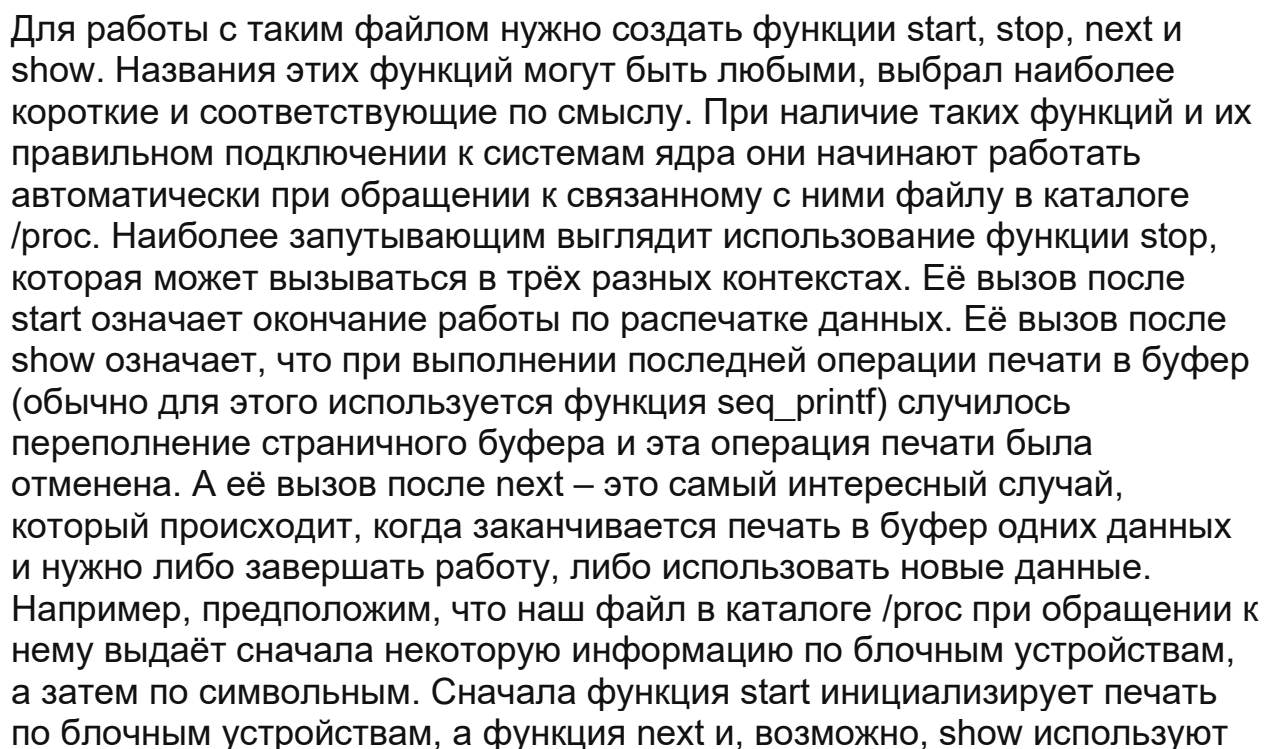 Для работы с таким файлом нужно создать функции start, stop, next и
show. Названия этих функций могут быть любыми, выбрал наиболее
короткие и соответствующие по смыслу. При наличие таких функций и их
правильном подключении к системам ядра они начинают работать
автоматически при обращении к связанному с ними файлу в каталоге
/proc. Наиболее запутывающим выглядит использование функции stop,
которая может вызываться в трёх разных контекстах. Её вызов после
start означает окончание работы по распечатке данных. Её вызов после
show означает, что при выполнении последней операции печати в буфер
(обычно для этого используется функция seq_printf) случилось
переполнение страничного буфера и эта операция печати была
отменена. А её вызов после next – это самый интересный случай,
который происходит, когда заканчивается печать в буфер одних данных
и нужно либо завершать работу, либо использовать новые данные.
Например, предположим, что наш файл в каталоге /proc при обращении к
нему выдаёт сначала некоторую информацию по блочным устройствам,
а затем по символьным. Сначала функция start инициализирует печать
по блочным устройствам, а функция next и, возможно, show используют